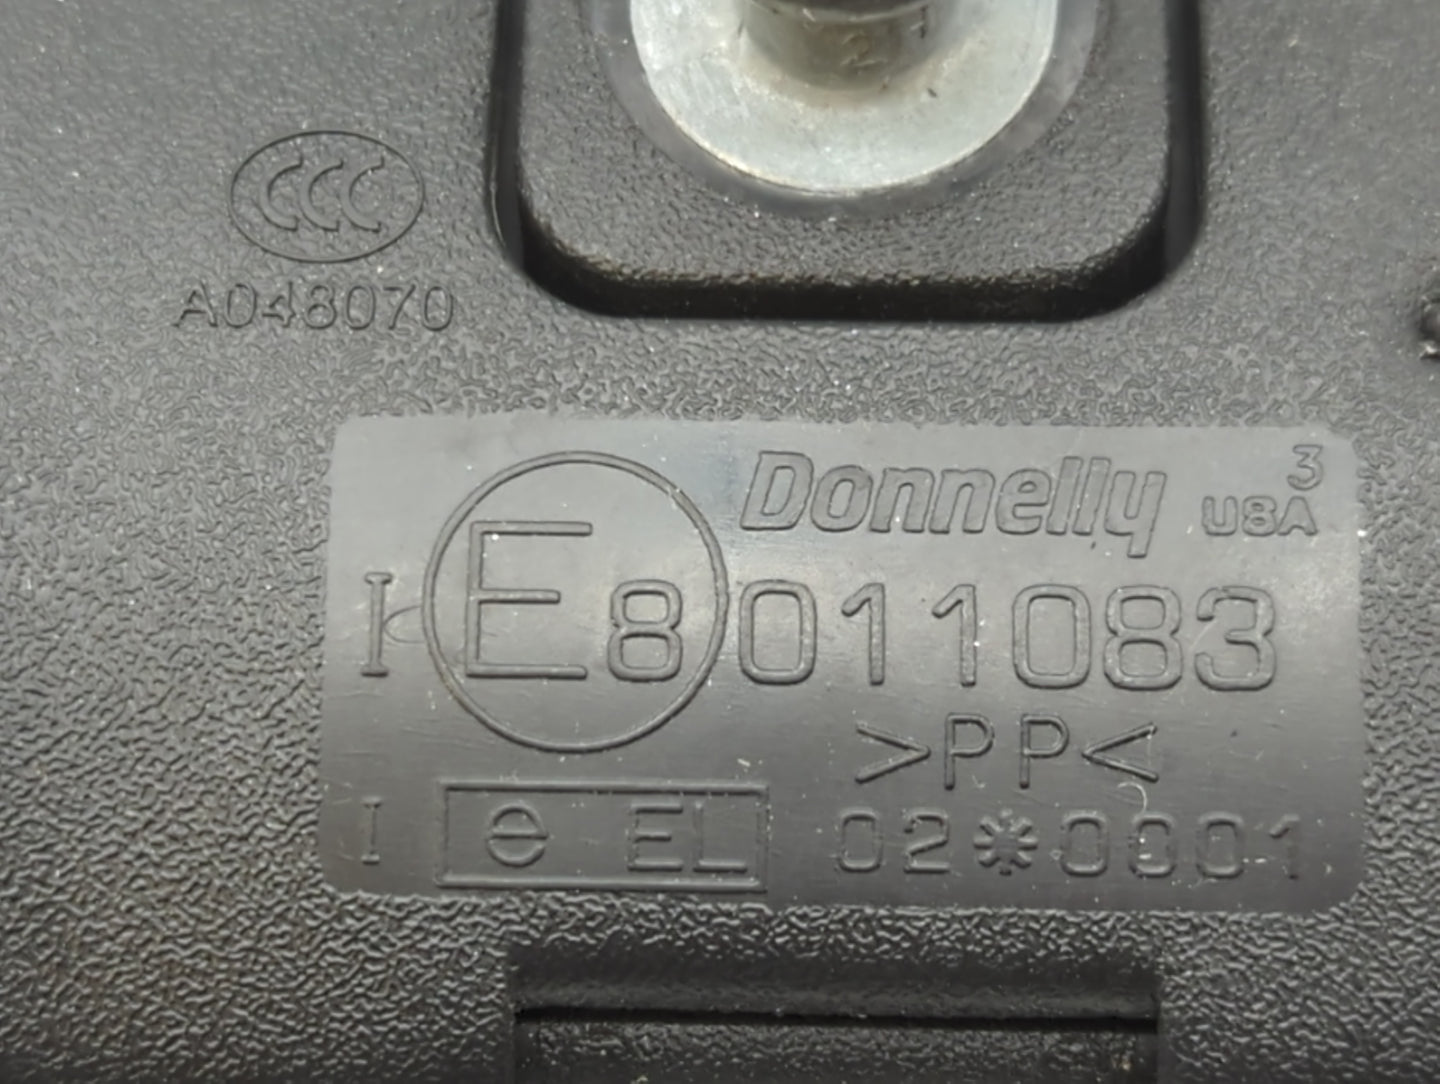 CCC
A048070
Donnelly 3
USA
I E8 011083
>PP<
I e EL 02*0001